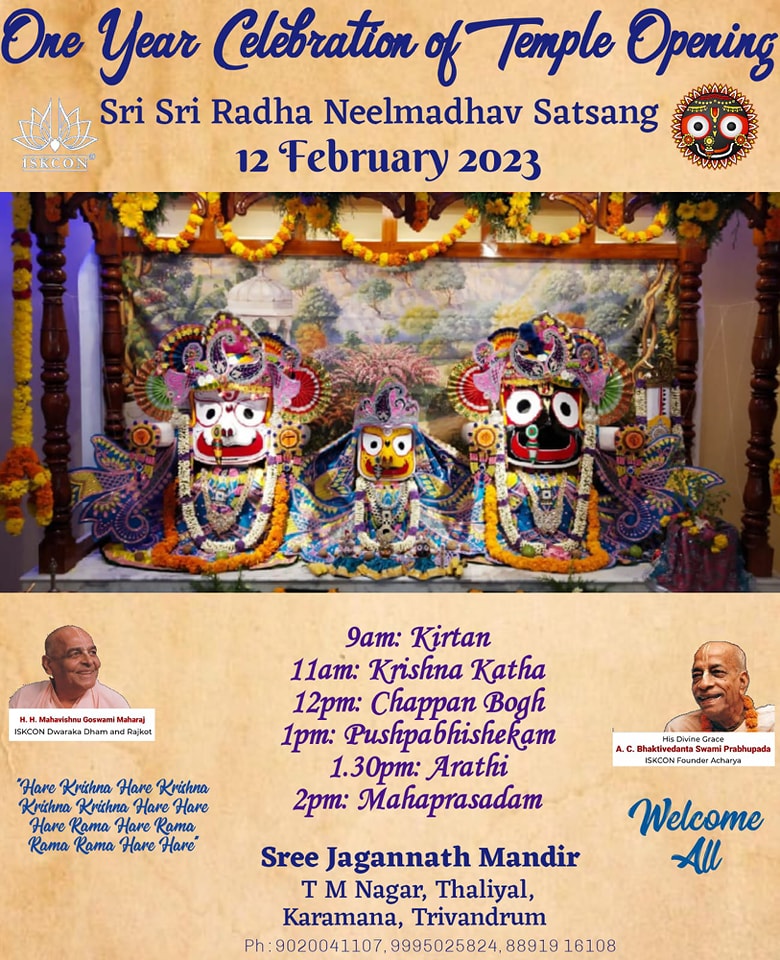 One Year Celebration of Temple Opening
Sri Sri Radha Neelmadhav Satsang
ISKCON®
12 February 2023
9am: Kirtan
11am: Krishna Katha
12pm: Chappan Bogh
1pm: Pushpabhishekam
1.30pm: Arathi
2pm: Mahaprasadam
H. H. Mahavishnu Goswami Maharaj
ISKCON Dwaraka Dham and Rajkot
His Divine Grace
A. C. Bhaktivedanta Swami Prabhupada
ISKCON Founder Acharya
"Hare Krishna Hare Krishna
Krishna Krishna Hare Hare
Hare Rama Hare Rama
Rama Rama Hare Hare"
Welcome
All
Sree Jagannath Mandir
T M Nagar, Thaliyal,
Karamana, Trivandrum
Ph : 9020041107, 9995025824, 88919 16108